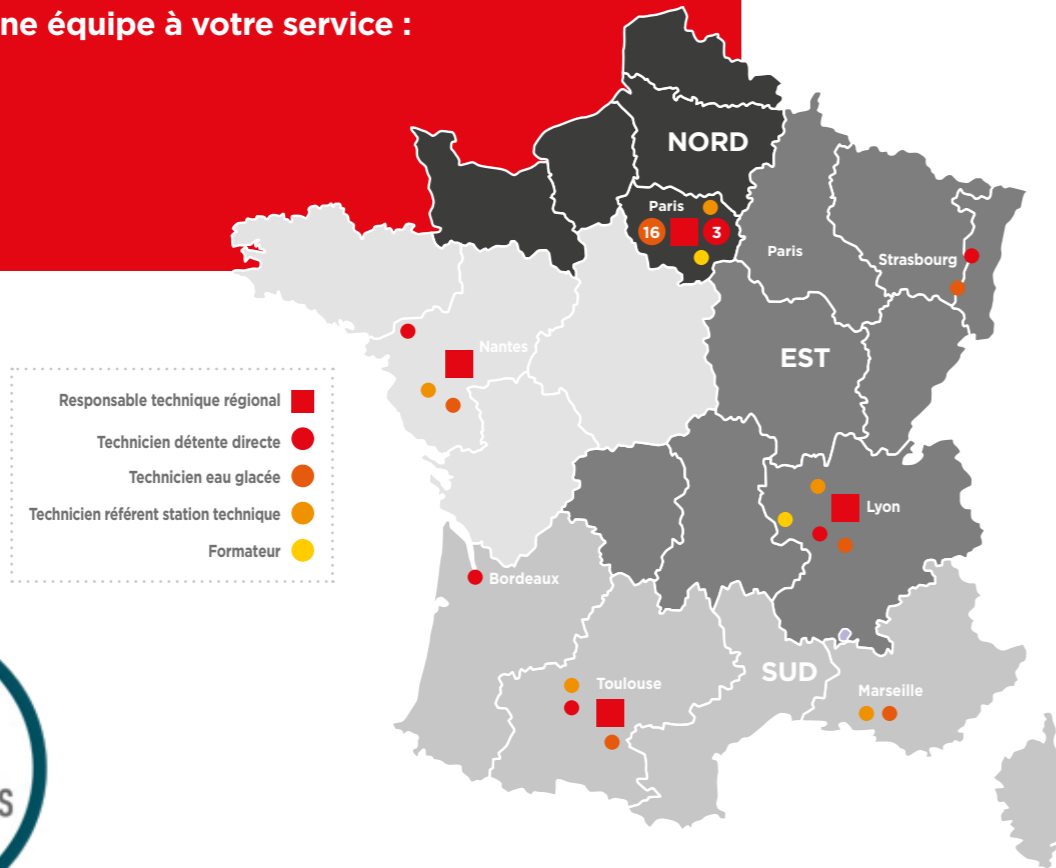 ne équipe à votre service :
NORD
Paris
16
3
Paris
Strasbourg
Nantes
EST
Responsable technique régional
Technicien détente directe
Technicien eau glacée
Technicien référent station technique
Formateur
Lyon
Bordeaux
SUD
Toulouse
Marseille
S